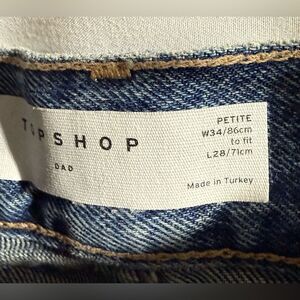 TOPSHOP
DAD
PETITE
W34/86cm
to fit
L28/71cm
Made in Turkey